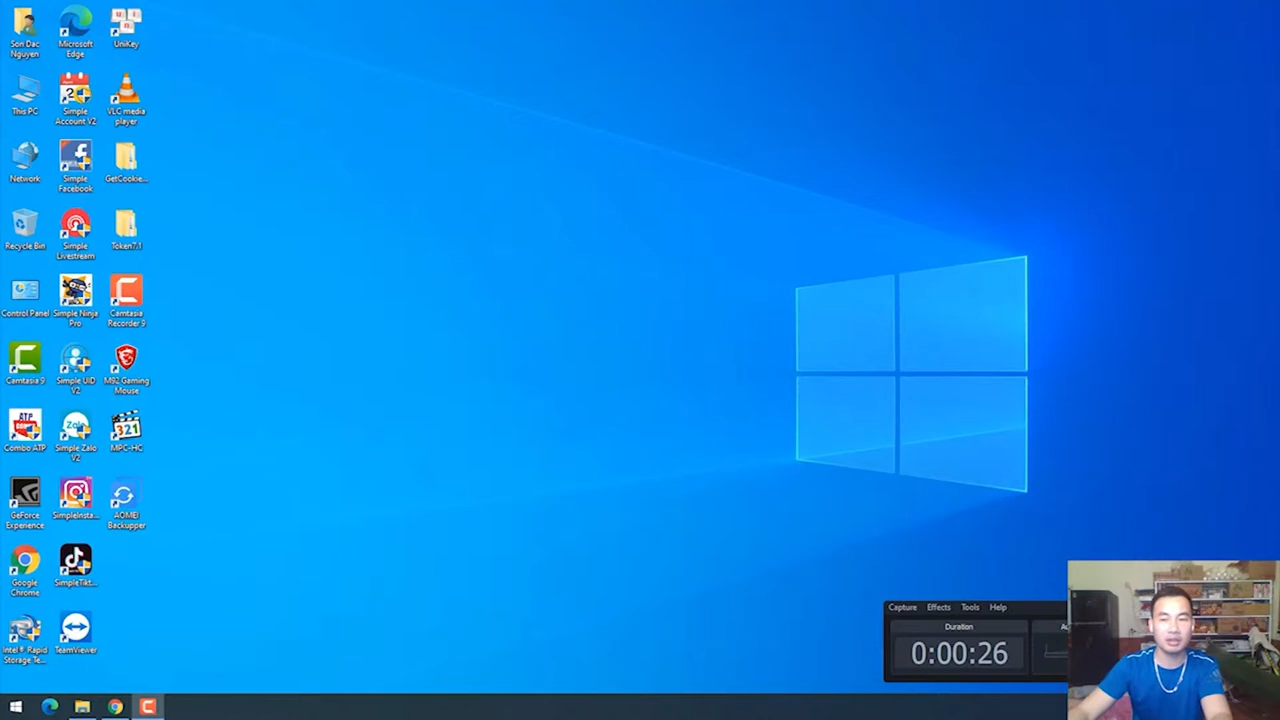 Son Dac
Nguyen
Microsoft
Edge
UniKey
This PC
Simple
Account V2
VLC media
player
Network
Simple
Facebook
GetCookie...
Recycle Bin
Simple
Livestream
Token7.1
Control Panel
Simple Ninja
Pro
Camtasia
Recorder 9
Camtasia 9
Simple UID
V2
M92 Gaming
Mouse
ATP
Combo ATP
Zalo
Simple Zalo
V2
321
MPC-HC
GeForce
Experience
SimpleInsta...
AOMEI
Backupper
Google
Chrome
SimpleTikt...
Intel® Rapid
Storage Te...
TeamViewer
Capture Effects Tools Help
Duration
0:00:26